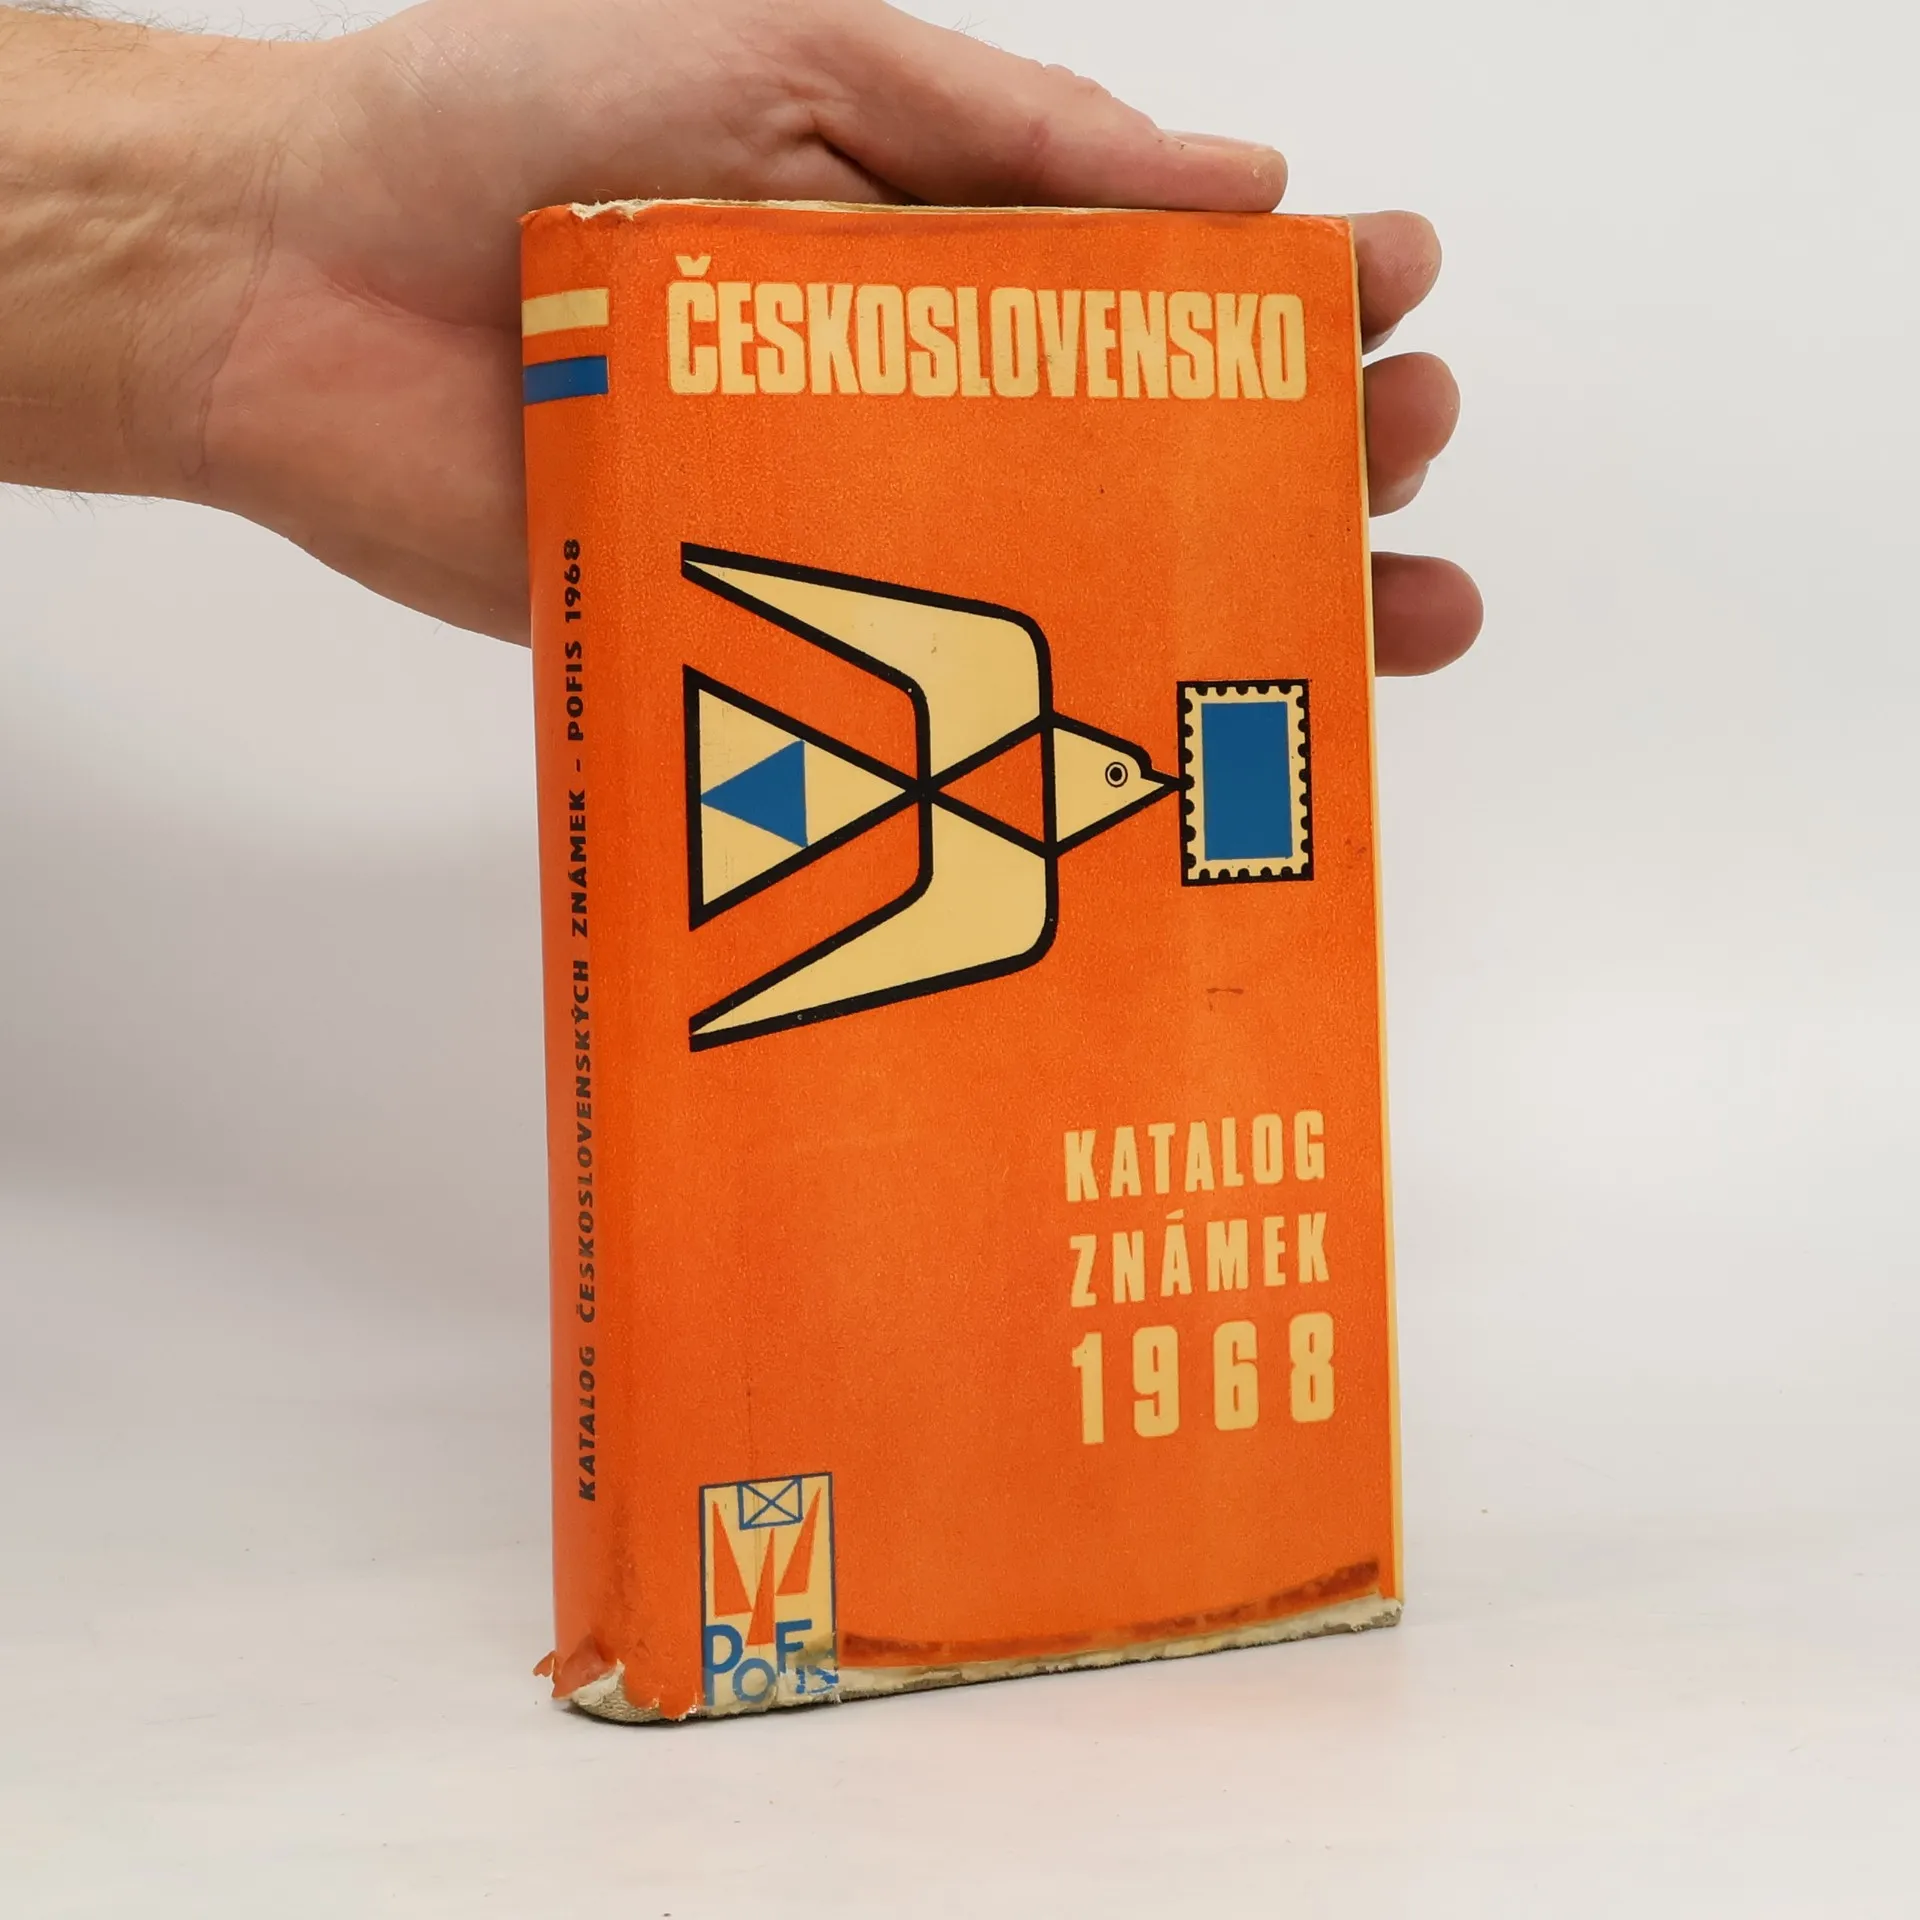 ČESKOSLOVENSKO
KATALOG
ZNÁMEK
1968
POFIS
KATALOG ČESKOSLOVENSKÝCH ZNÁMEK - POFIS 1968